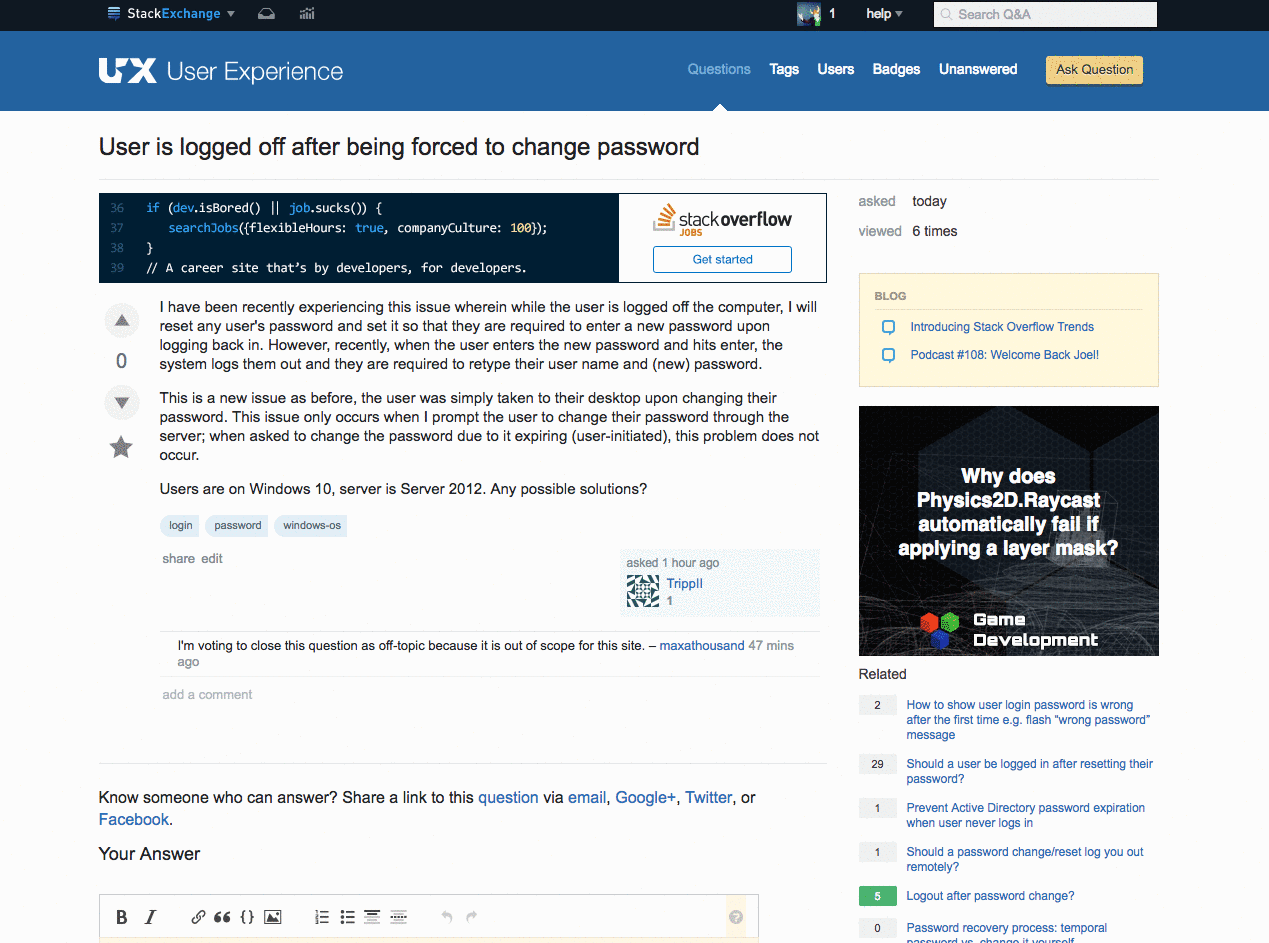 StackExchange
1
help
Search Q&A
UX User Experience
Questions
Tags
Users
Badges
Unanswered
Ask Question
User is logged off after being forced to change password
36 if (dev.isBored() || job.sucks()) {
37 searchJobs({flexibleHours: true, companyCulture: 100});
38 }
39 // A career site that's by developers, for developers.
stackoverflow
JOBS
Get started
0
I have been recently experiencing this issue wherein while the user is logged off the computer, I will
reset any user's password and set it so that they are required to enter a new password upon
logging back in. However, recently, when the user enters the new password and hits enter, the
system logs them out and they are required to retype their user name and (new) password.
This is a new issue as before, the user was simply taken to their desktop upon changing their
password. This issue only occurs when I prompt the user to change their password through the
server; when asked to change the password due to it expiring (user-initiated), this problem does not
occur.
Users are on Windows 10, server is Server 2012. Any possible solutions?
login
password
windows-os
share edit
asked 1 hour ago
TrippII
1
I'm voting to close this question as off-topic because it is out of scope for this site. – maxathousand 47 mins
ago
add a comment
Know someone who can answer? Share a link to this question via email, Google+, Twitter, or
Facebook.
Your Answer
B I
?
asked today
viewed 6 times
BLOG
Introducing Stack Overflow Trends
Podcast #108: Welcome Back Joel!
Why does
Physics2D.Raycast
automatically fail if
applying a layer mask?
Game
Development
Related
2 How to show user login password is wrong
after the first time e.g. flash "wrong password"
message
29 Should a user be logged in after resetting their
password?
1 Prevent Active Directory password expiration
when user never logs in
1 Should a password change/reset log you out
remotely?
5 Logout after password change?
0 Password recovery process: temporal
password vs. change it yourself